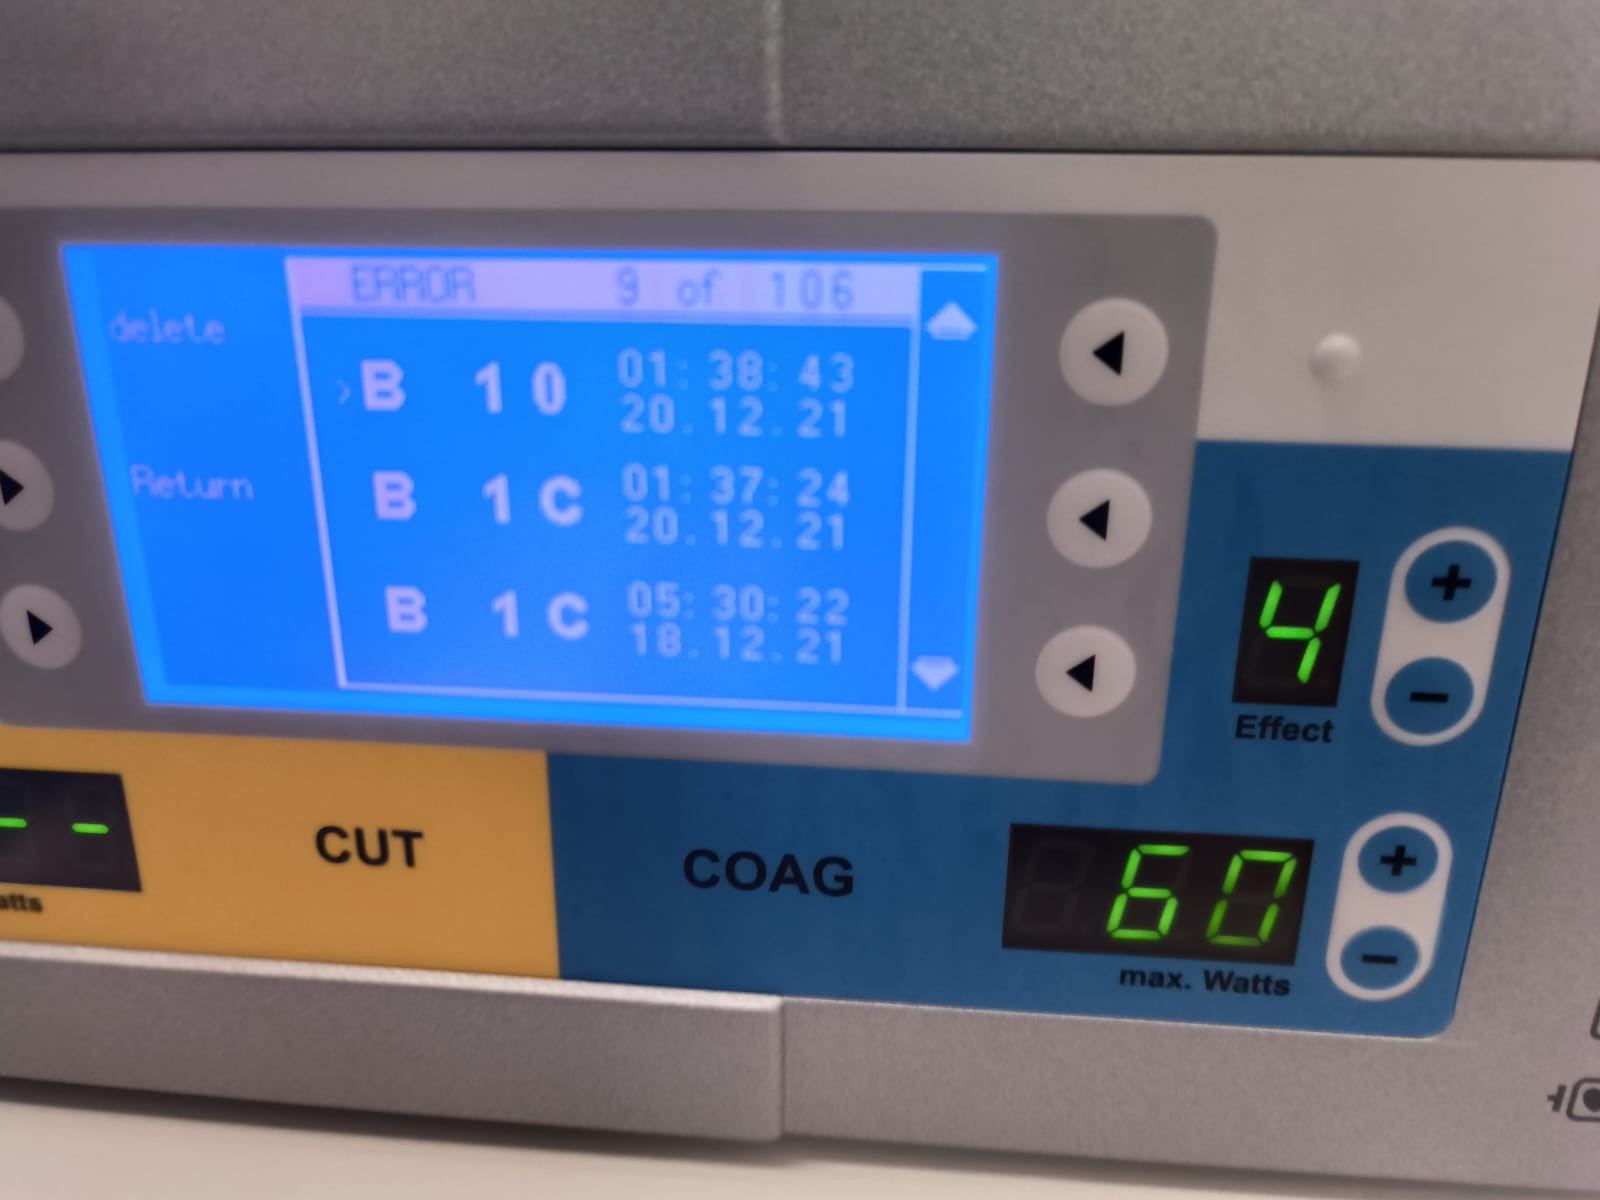 ERROR 9 of 106
delete
> B 10 01:38:43
20.12.21
Return
B 1C 01:37:24
20.12.21
B 1C 05:30:22
18.12.21
4
+
-
Effect
- -
CUT
COAG
60
+
-
max. Watts